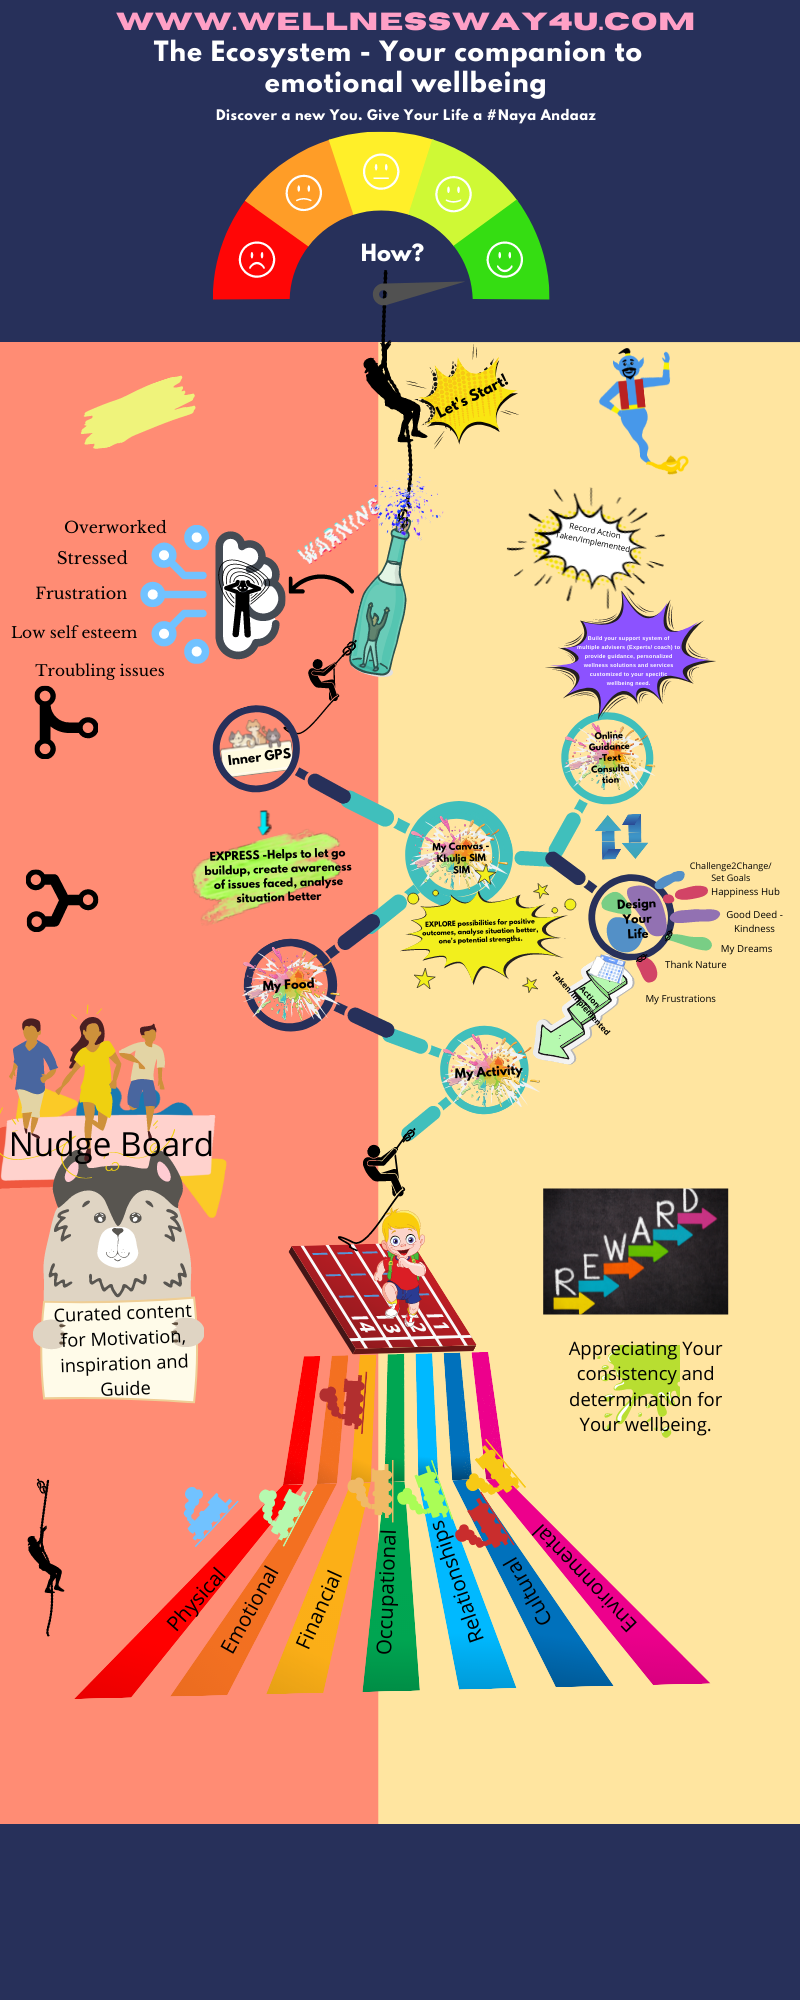 WWW.WELLNESSWAY4U.COM
The Ecosystem - Your companion to
emotional wellbeing
Discover a new You. Give Your Life a #Naya Andaaz
How?
Let's Start!
WARNING
Overworked
Stressed
Frustration
Low self esteem
Troubling issues
Record Action
Taken/Implemented
Build your support system of
multiple advisers (Experts/ coach) to
provide guidance, personalized
wellness solutions and services
customized to your specific
wellbeing need.
Inner GPS
Online
Guidance
-Text
Consulta
tion
EXPRESS -Helps to let go
buildup, create awareness
of issues faced, analyse
situation better
My Canvas -
Khulja SIM
SIM
EXPLORE possibilities for positive
outcomes, analyse situation better,
one's potential strengths.
Design
Your
Life
Challenge2Change/
Set Goals
Happiness Hub
Good Deed -
Kindness
My Dreams
Thank Nature
My Frustrations
My Food
Action
Taken/Implemented
My Activity
Nudge Board
Curated content
for Motivation,
inspiration and
Guide
REWARD
14 13 12 11
Appreciating Your
consistency and
determination for
Your wellbeing.
Physical
Emotional
Financial
Occupational
Relationships
Cultural
Environmental